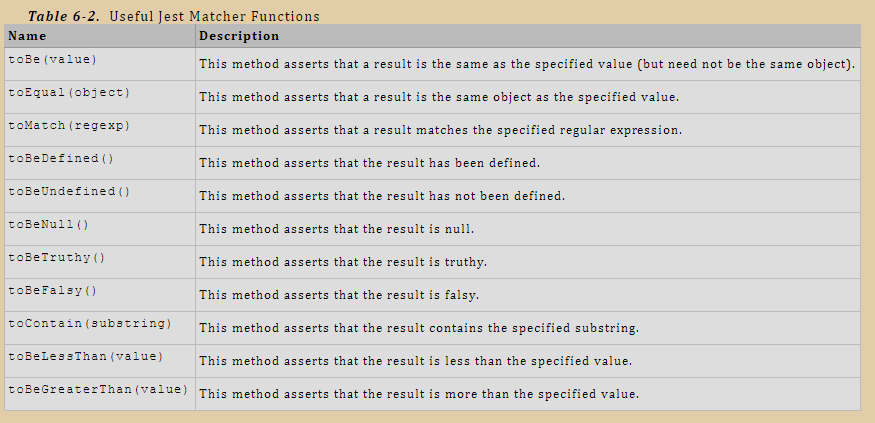 Table 6-2. Useful Jest Matcher Functions
Name Description
toBe(value) This method asserts that a result is the same as the specified value (but need not be the same object).
toEqual(object) This method asserts that a result is the same object as the specified value.
toMatch(regexp) This method asserts that a result matches the specified regular expression.
toBeDefined() This method asserts that the result has been defined.
toBeUndefined() This method asserts that the result has not been defined.
toBeNull() This method asserts that the result is null.
toBeTruthy() This method asserts that the result is truthy.
toBeFalsy() This method asserts that the result is falsy.
toContain(substring) This method asserts that the result contains the specified substring.
toBeLessThan(value) This method asserts that the result is less than the specified value.
toBeGreaterThan(value) This method asserts that the result is more than the specified value.